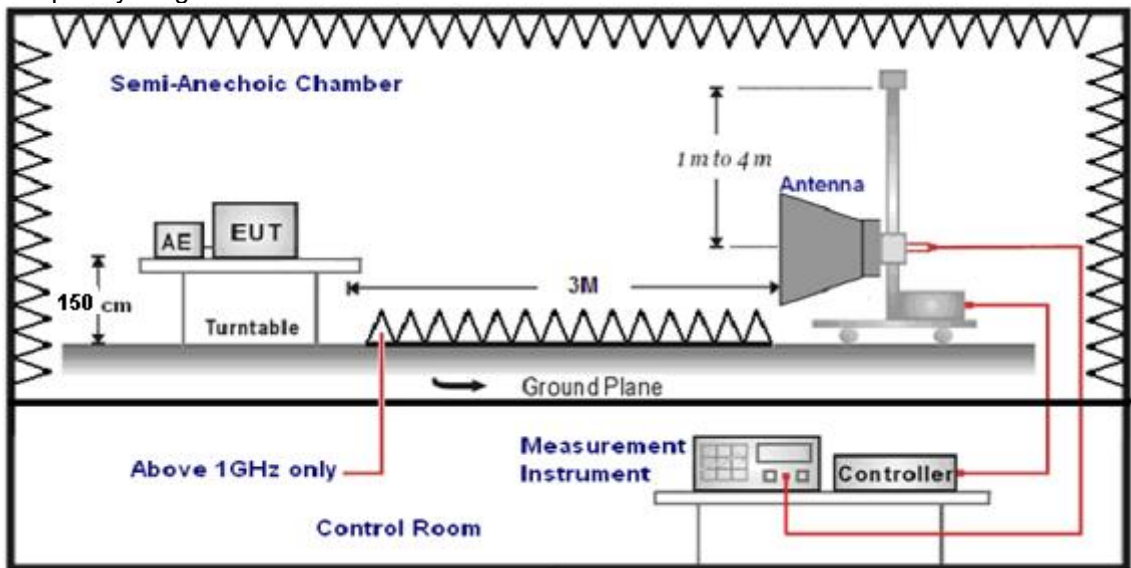 Semi-Anechoic Chamber
1 m to 4 m
Antenna
AE
EUT
3M
150 cm
Turntable
Ground Plane
Above 1GHz only
Measurement
Instrument
Controller
Control Room